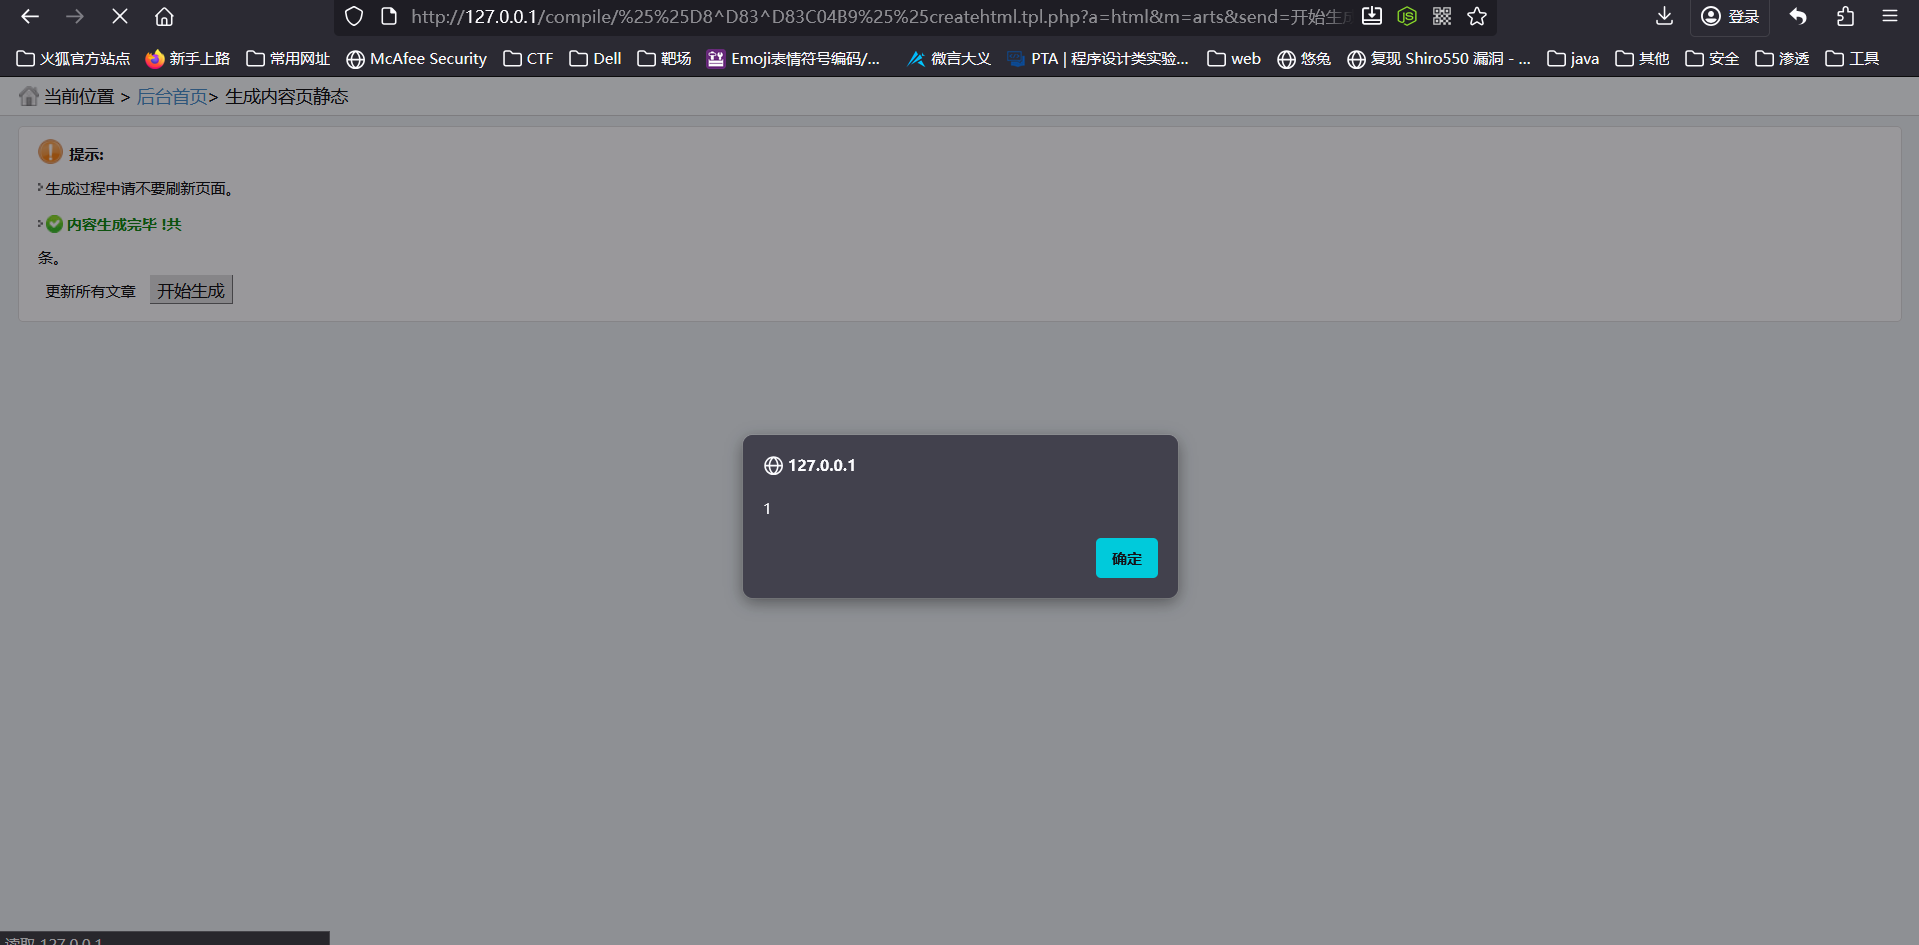 http://127.0.0.1/compile/%25%25D8^D83^D83C04B9%25%25createhtml.tpl.php?a=html&m=arts&send=开始生成
登录
火狐官方站点 新手上路 常用网址 McAfee Security CTF Dell 靶场 Emoji表情符号编码/... 微言大义 PTA | 程序设计类实验... web 悠兔 复现 Shiro550 漏洞 - ... java 其他 安全 渗透 工具
当前位置 > 后台首页> 生成内容页静态
提示:
生成过程中请不要刷新页面。
内容生成完毕 !共
条。
更新所有文章 开始生成
127.0.0.1
1
确定
读取 127.0.0.1